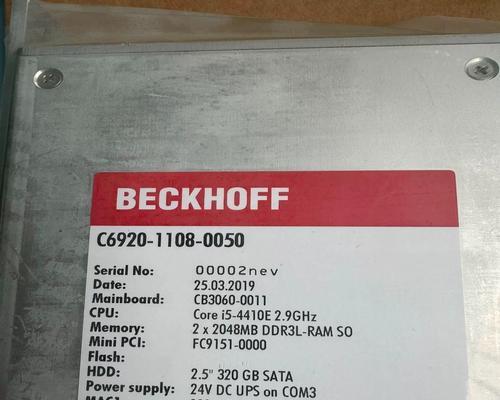 BECKHOFF
C6920-1108-0050
Serial No: 00002nev
Date: 25.03.2019
Mainboard: CB3060-0011
CPU: Core i5-4410E 2.9GHz
Memory: 2 x 2048MB DDR3L-RAM SO
Mini PCI: FC9151-0000
Flash:
HDD: 2.5" 320 GB SATA
Power supply: 24V DC UPS on COM3